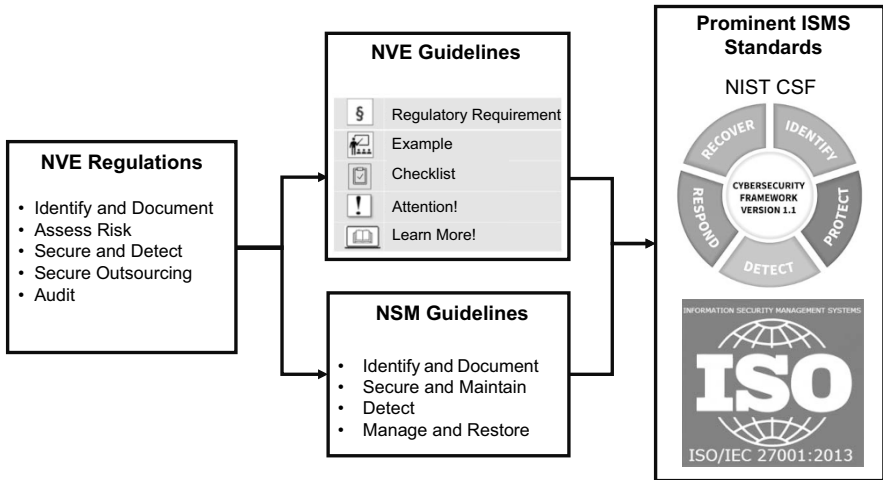 NVE Regulations
• Identify and Document
• Assess Risk
• Secure and Detect
• Secure Outsourcing
• Audit
NVE Guidelines
§ Regulatory Requirement
Example
Checklist
! Attention!
Learn More!
NSM Guidelines
• Identify and Document
• Secure and Maintain
• Detect
• Manage and Restore
Prominent ISMS
Standards
NIST CSF
RECOVER
IDENTIFY
PROTECT
DETECT
RESPOND
CYBERSECURITY
FRAMEWORK
VERSION 1.1
INFORMATION SECURITY MANAGEMENT SYSTEMS
ISO
ISO/IEC 27001:2013